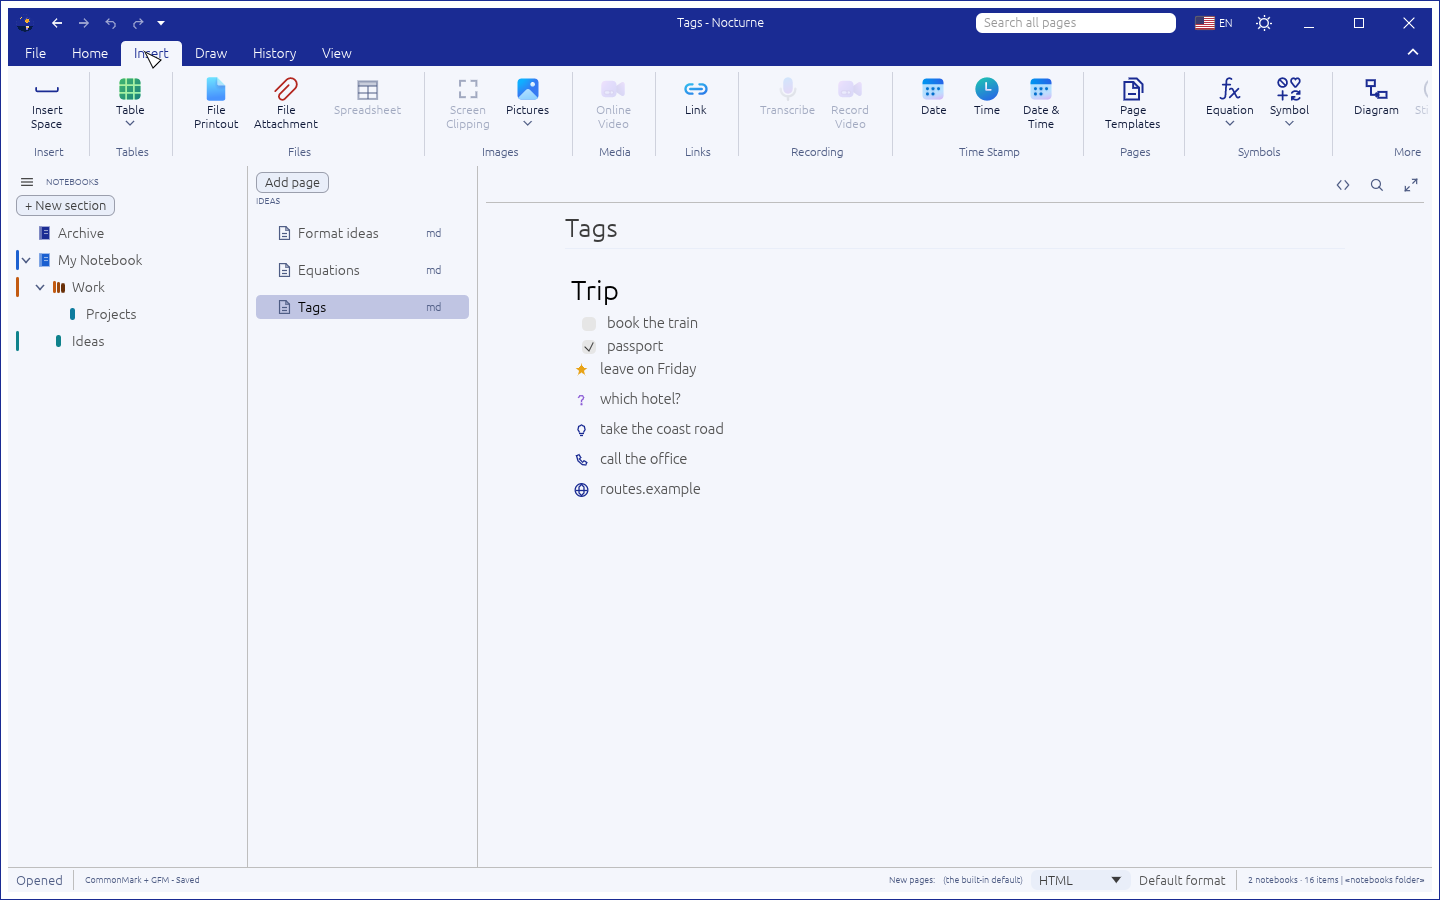 Tags - Nocturne
Search all pages
EN
File Home Insert Draw History View
Insert Space
Table
File Printout
File Attachment
Spreadsheet
Screen Clipping
Pictures
Online Video
Link
Transcribe
Record Video
Date
Time
Date & Time
Page Templates
Equation
Symbol
Diagram
Insert Tables Files Images Media Links Recording Time Stamp Pages Symbols More
NOTEBOOKS
+ New section
Archive
My Notebook
Work
Projects
Ideas
Add page
IDEAS
Format ideas md
Equations md
Tags md
Tags
Trip
book the train
passport
leave on Friday
which hotel?
take the coast road
call the office
routes.example
Opened
CommonMark + GFM - Saved
New pages: (the built-in default) HTML Default format
2 notebooks · 16 items | «notebooks folder»